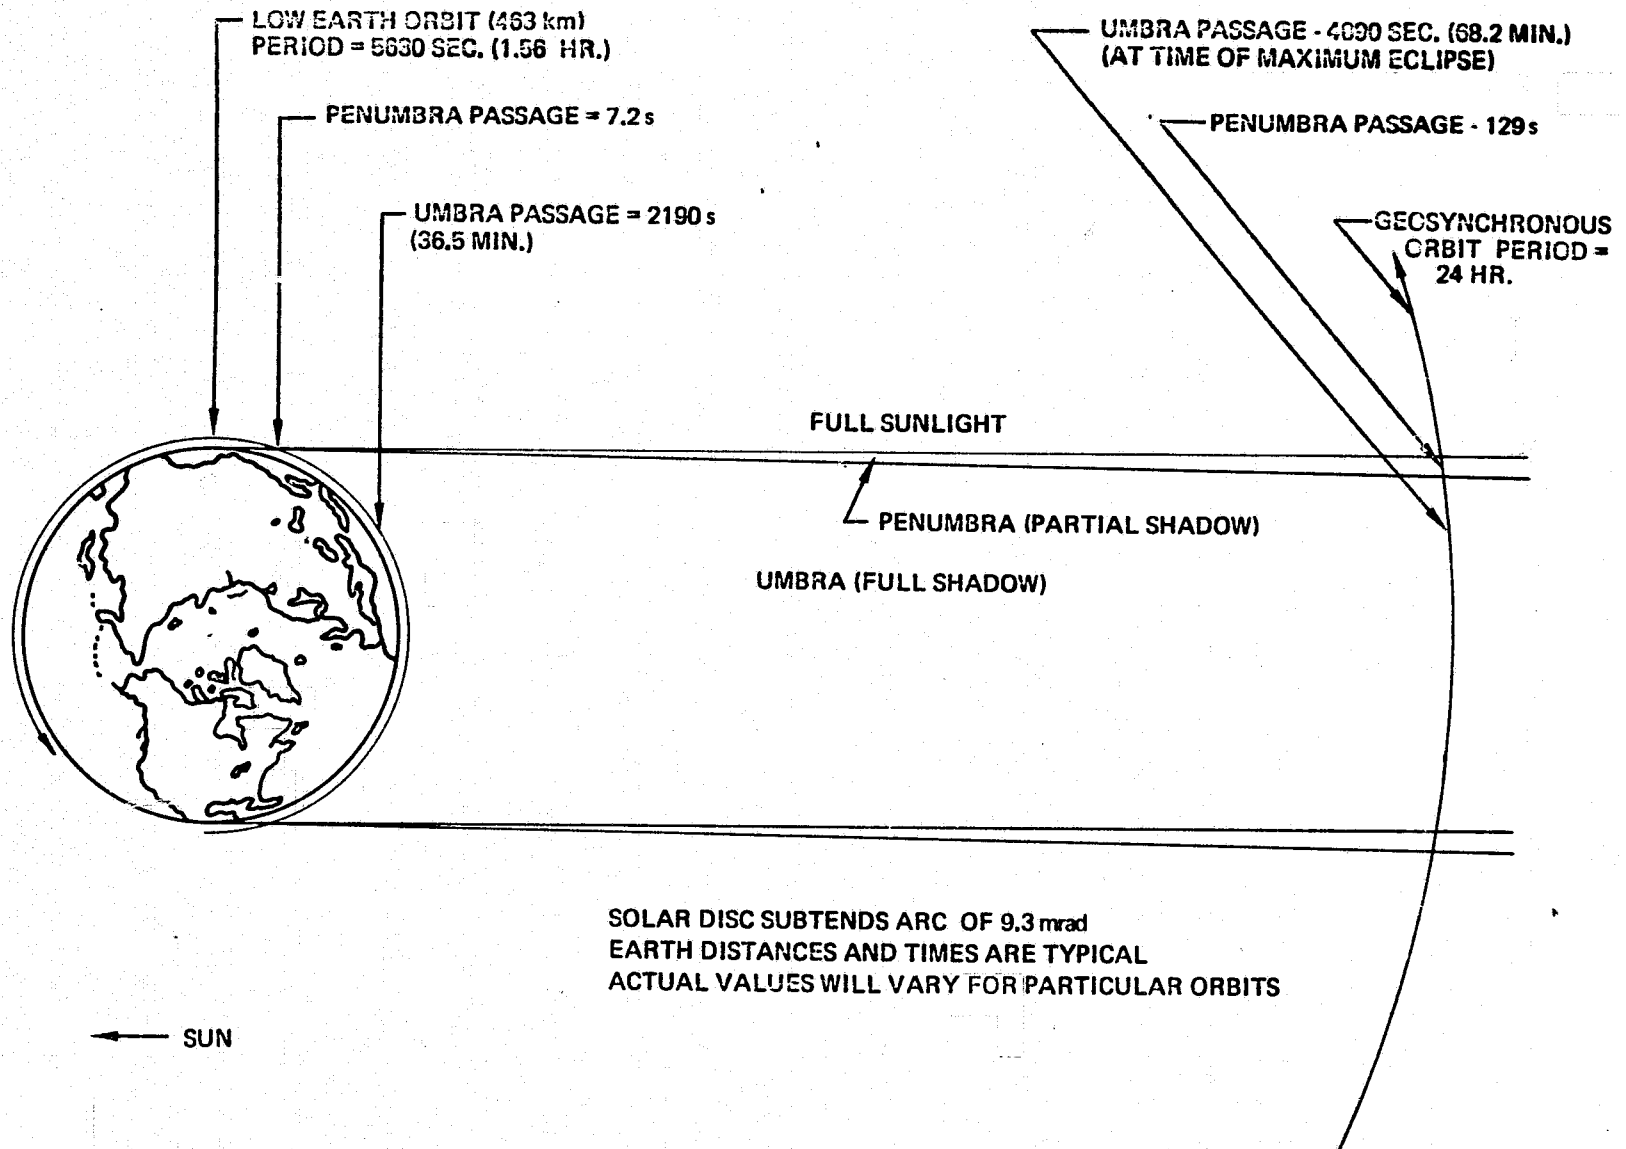 LOW EARTH ORBIT (463 km)
PERIOD = 5630 SEC. (1.56 HR.)
PENUMBRA PASSAGE = 7.2 s
UMBRA PASSAGE = 2190 s
(36.5 MIN.)
UMBRA PASSAGE - 4090 SEC. (68.2 MIN.)
(AT TIME OF MAXIMUM ECLIPSE)
PENUMBRA PASSAGE - 129 s
GEOSYNCHRONOUS
ORBIT PERIOD =
24 HR.
FULL SUNLIGHT
PENUMBRA (PARTIAL SHADOW)
UMBRA (FULL SHADOW)
SOLAR DISC SUBTENDS ARC OF 9.3 mrad
EARTH DISTANCES AND TIMES ARE TYPICAL
ACTUAL VALUES WILL VARY FOR PARTICULAR ORBITS
SUN